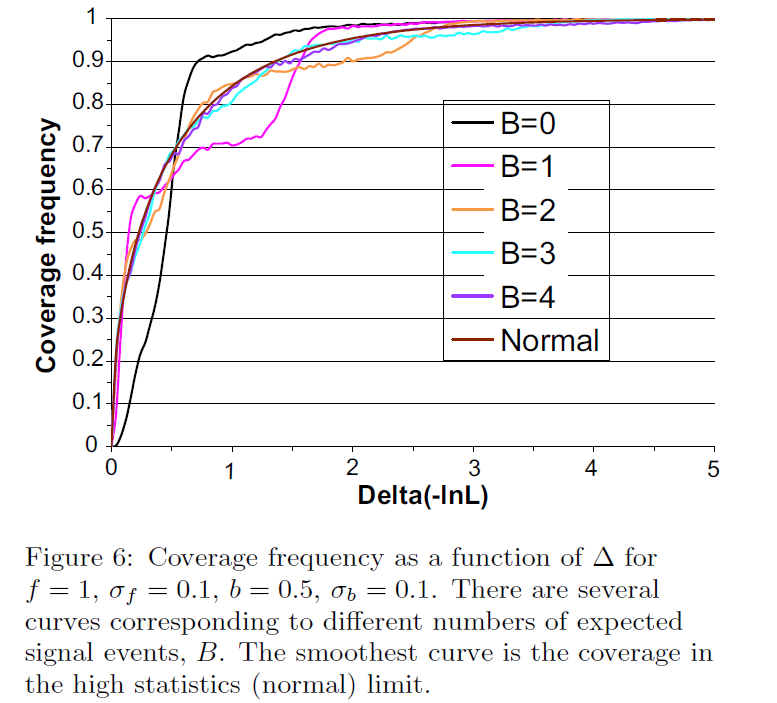 1
0.9
0.8
0.7
0.6
0.5
0.4
0.3
0.2
0.1
0
Coverage frequency
B=0
B=1
B=2
B=3
B=4
Normal
0 1 2 3 4 5
Delta(-lnL)
Figure 6: Coverage frequency as a function of Δ for
f = 1, σf = 0.1, b = 0.5, σb = 0.1. There are several
curves corresponding to different numbers of expected
signal events, B. The smoothest curve is the coverage in
the high statistics (normal) limit.